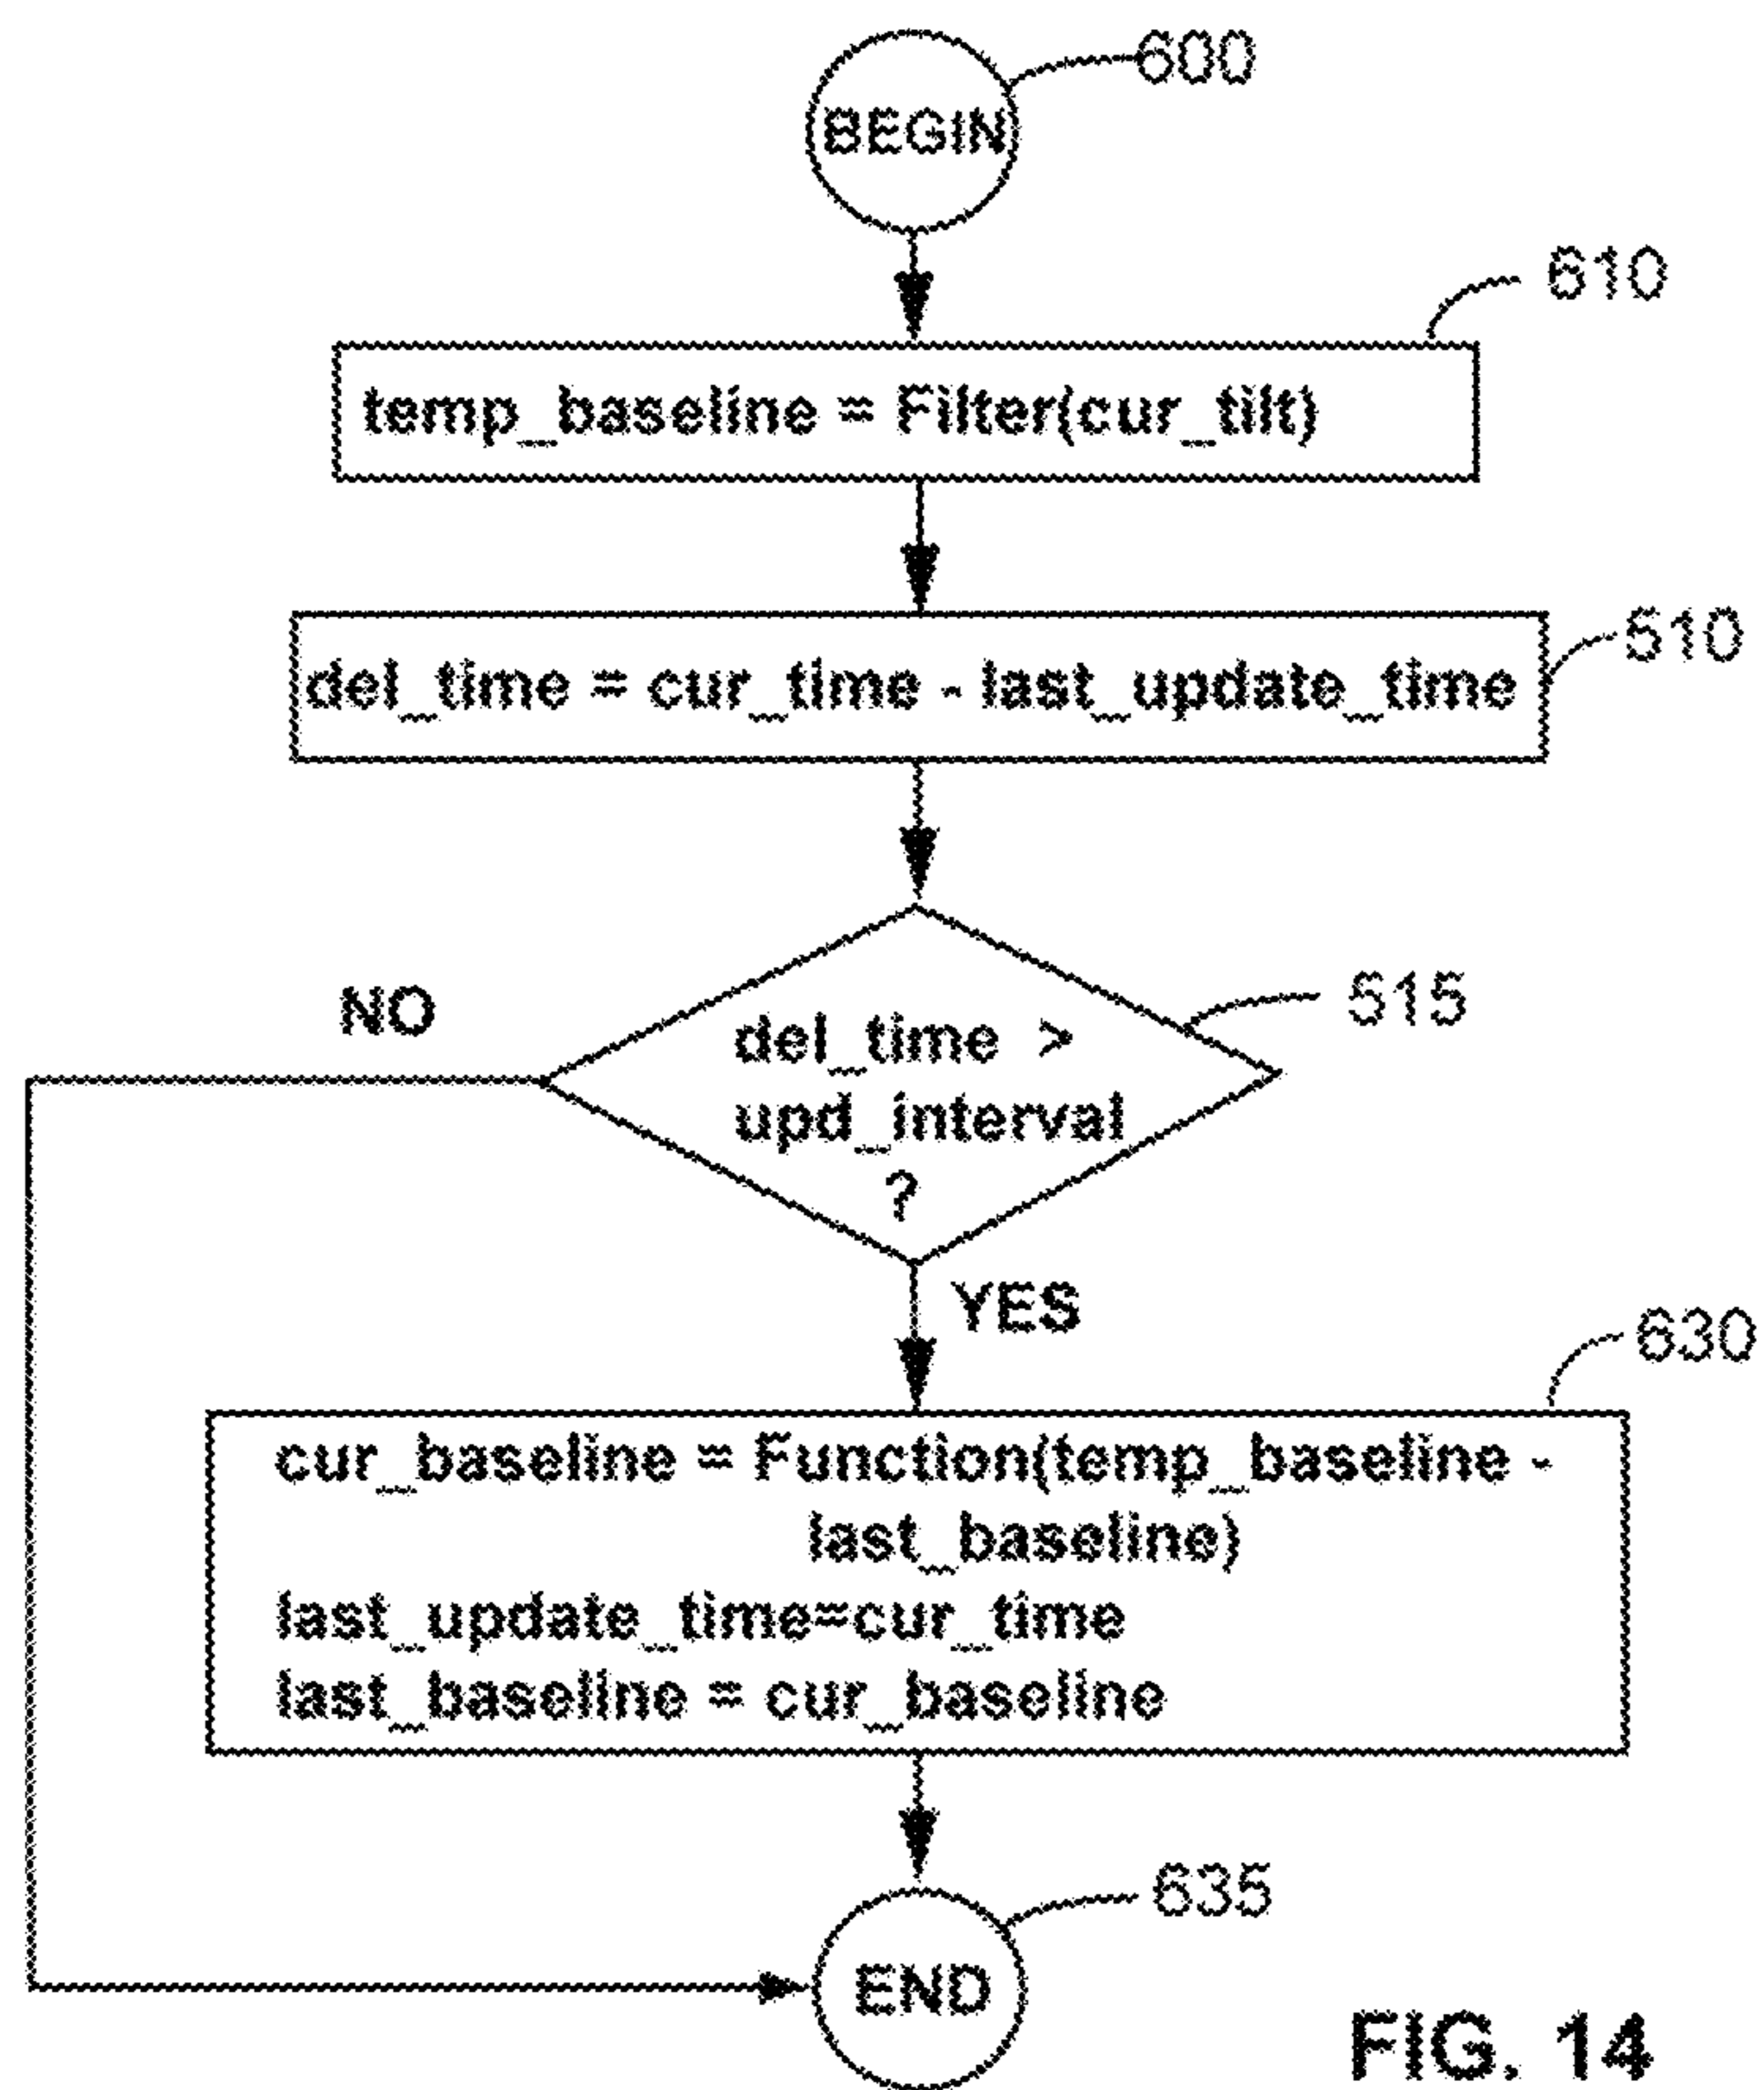 600
BEGIN
610
temp_baseline = Filter(cur_tilt)
510
del_time = cur_time - last_update_time
515
NO
del_time >
upd_interval
?
YES
630
cur_baseline = Function(temp_baseline -
last_baseline)
last_update_time=cur_time
last_baseline = cur_baseline
635
END
FIG. 14